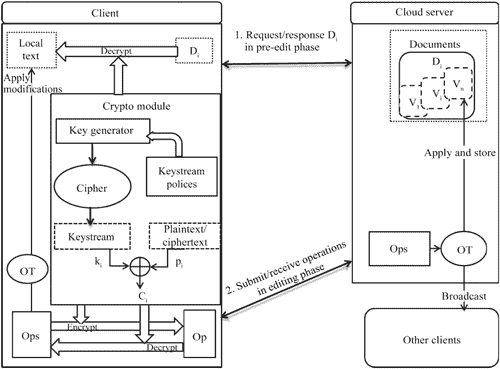 Client
Local
text
Decrypt
Di
Apply
modifications
Crypto module
Key generator
Keystream
polices
Cipher
Keystream
Plaintext/
ciphertext
ki
pi
Ci
OT
Ops
Encrypt
Decrypt
Op
1. Request/response Di
in pre-edit phase
2. Submit/receive operations
in editing phase
Cloud server
Documents
Di
Vn
Vi
V1
Apply and store
Ops
OT
Broadcast
Other clients